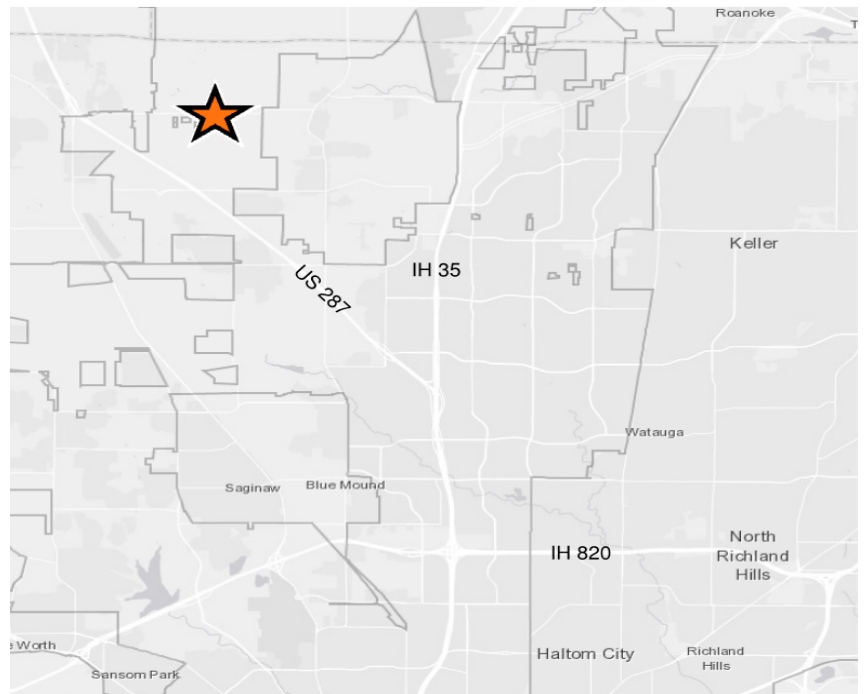 Roanoke
T
Keller
IH 35
US 287
Watauga
Saginaw
Blue Mound
North
Richland
Hills
IH 820
e Worth
Haltom City
Richland
Hills
Sansom Park